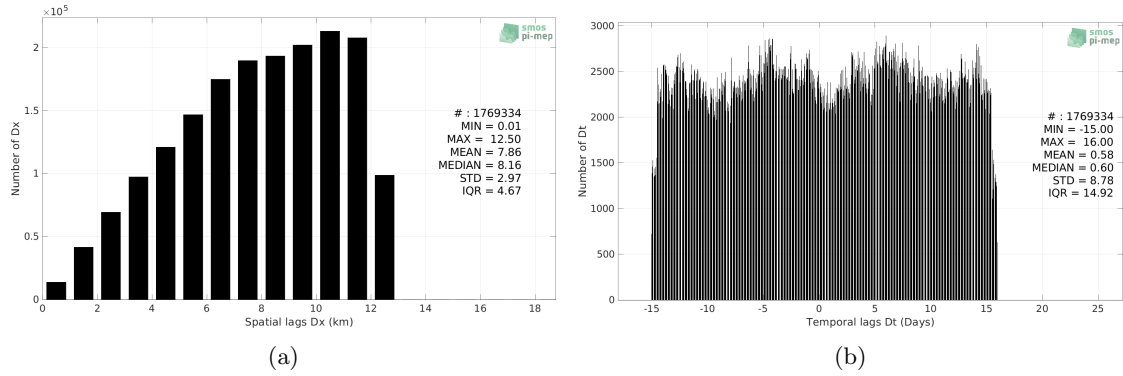 ×10⁵
smos
pi-mep
2
1.5
1
0.5
0
Number of Dx
# : 1769334
MIN = 0.01
MAX = 12.50
MEAN = 7.86
MEDIAN = 8.16
STD = 2.97
IQR = 4.67
0 2 4 6 8 10 12 14 16 18
Spatial lags Dx (km)
(a)
smos
pi-mep
3000
2500
2000
1500
1000
500
0
Number of Dt
# : 1769334
MIN = -15.00
MAX = 16.00
MEAN = 0.58
MEDIAN = 0.60
STD = 8.78
IQR = 14.92
-15 -10 -5 0 5 10 15 20 25
Temporal lags Dt (Days)
(b)